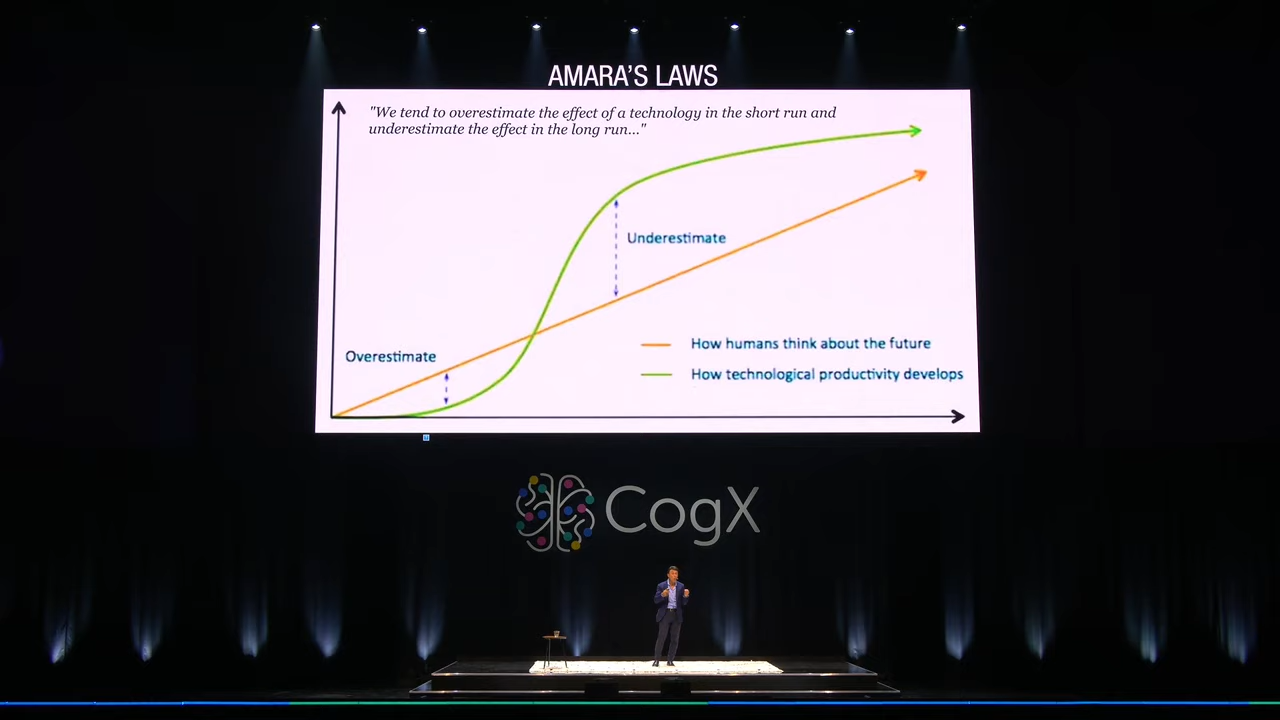 AMARA'S LAWS
"We tend to overestimate the effect of a technology in the short run and
underestimate the effect in the long run..."
Underestimate
Overestimate
How humans think about the future
How technological productivity develops
CogX